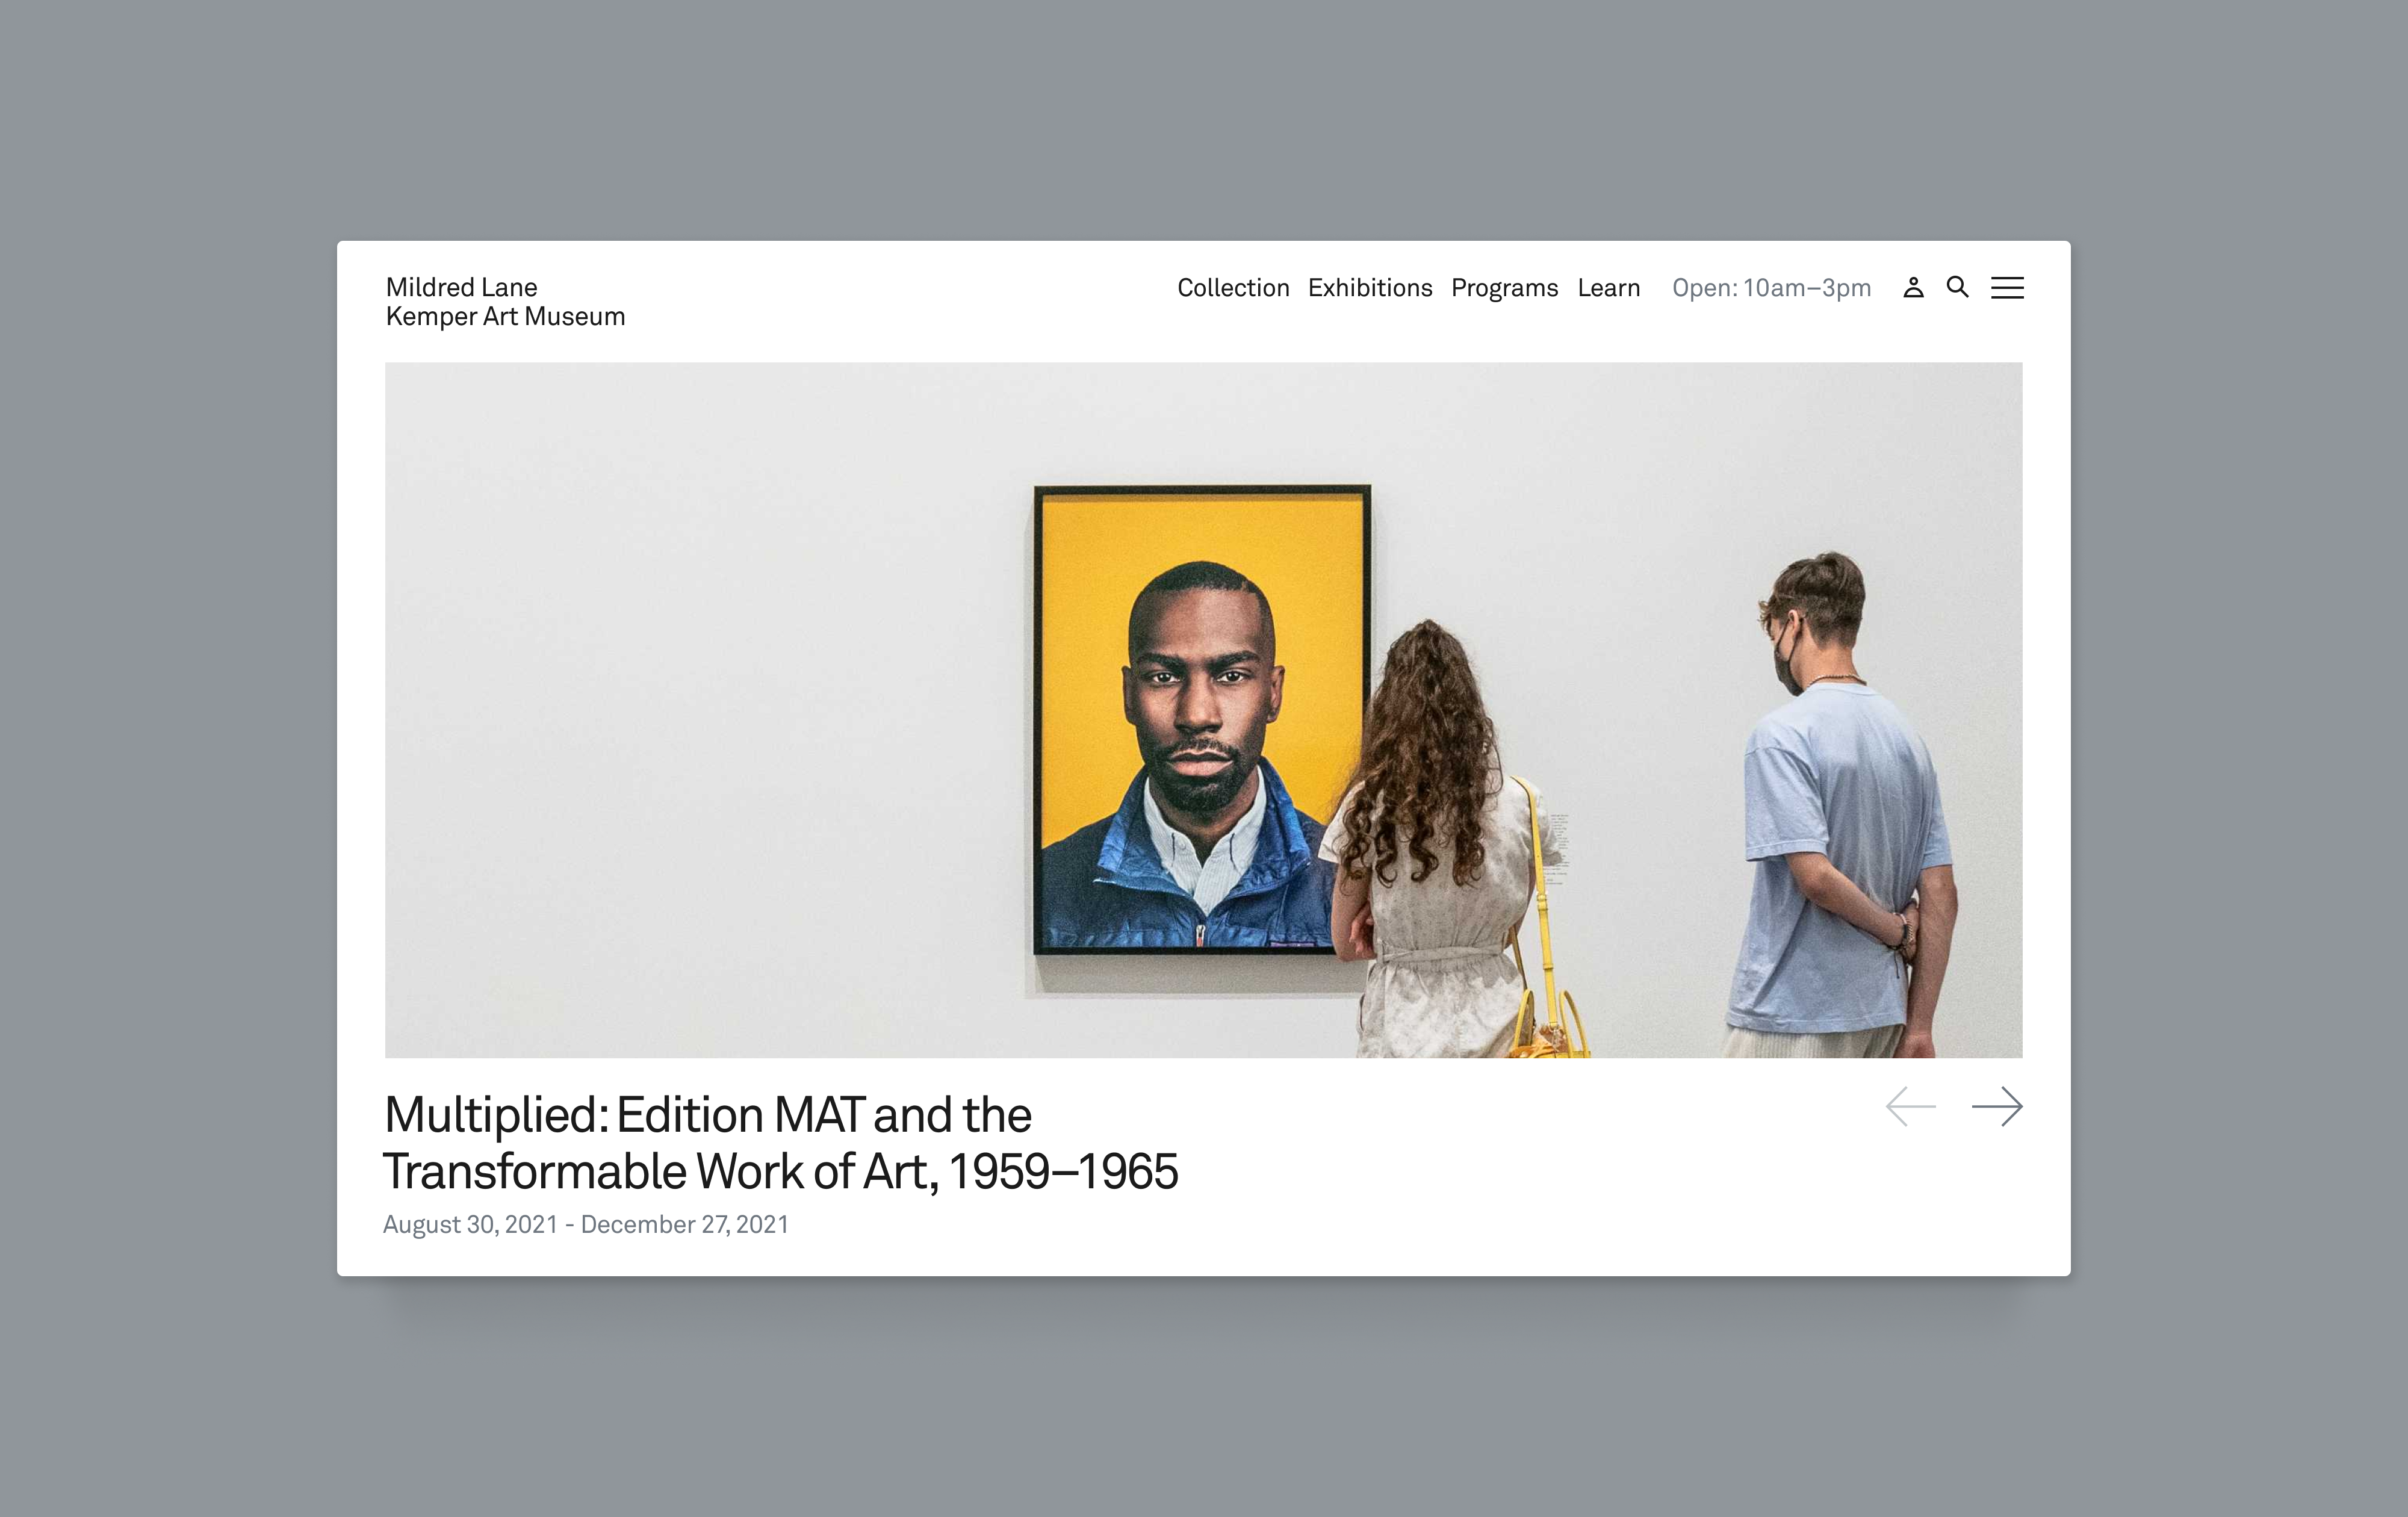 Mildred Lane
Kemper Art Museum
Collection Exhibitions Programs Learn Open: 10am–3pm
Multiplied: Edition MAT and the
Transformable Work of Art, 1959–1965
August 30, 2021 - December 27, 2021